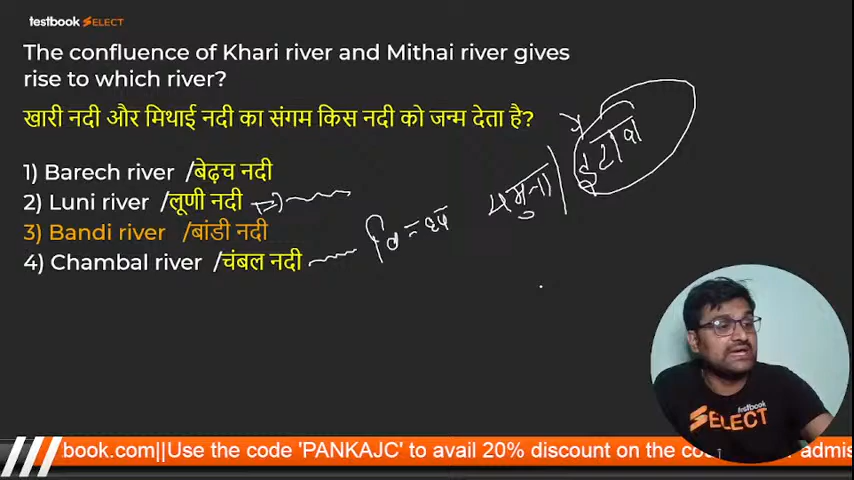 testbook SELECT
The confluence of Khari river and Mithai river gives
rise to which river?
खारी नदी और मिथाई नदी का संगम किस नदी को जन्म देता है?
1) Barech river /बेढ़च नदी
2) Luni river /लूणी नदी
3) Bandi river /बांडी नदी
4) Chambal river /चंबल नदी
यमुना
इटावा
testbook
SELECT
book.com||Use the code 'PANKAJC' to avail 20% discount on the